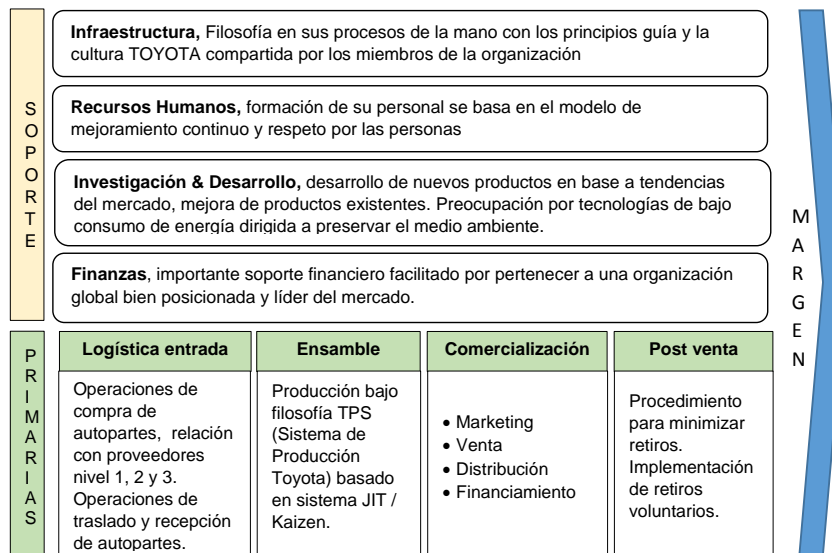 SOPORTE
Infraestructura, Filosofía en sus procesos de la mano con los principios guía y la
cultura TOYOTA compartida por los miembros de la organización
Recursos Humanos, formación de su personal se basa en el modelo de
mejoramiento continuo y respeto por las personas
Investigación & Desarrollo, desarrollo de nuevos productos en base a tendencias
del mercado, mejora de productos existentes. Preocupación por tecnologías de bajo
consumo de energía dirigida a preservar el medio ambiente.
Finanzas, importante soporte financiero facilitado por pertenecer a una organización
global bien posicionada y líder del mercado.
PRIMARIAS
Logística entrada
Operaciones de
compra de
autopartes, relación
con proveedores
nivel 1, 2 y 3.
Operaciones de
traslado y recepción
de autopartes.
Ensamble
Producción bajo
filosofía TPS
(Sistema de
Producción
Toyota) basado
en sistema JIT /
Kaizen.
Comercialización
• Marketing
• Venta
• Distribución
• Financiamiento
Post venta
Procedimiento
para minimizar
retiros.
Implementación
de retiros
voluntarios.
MARGEN